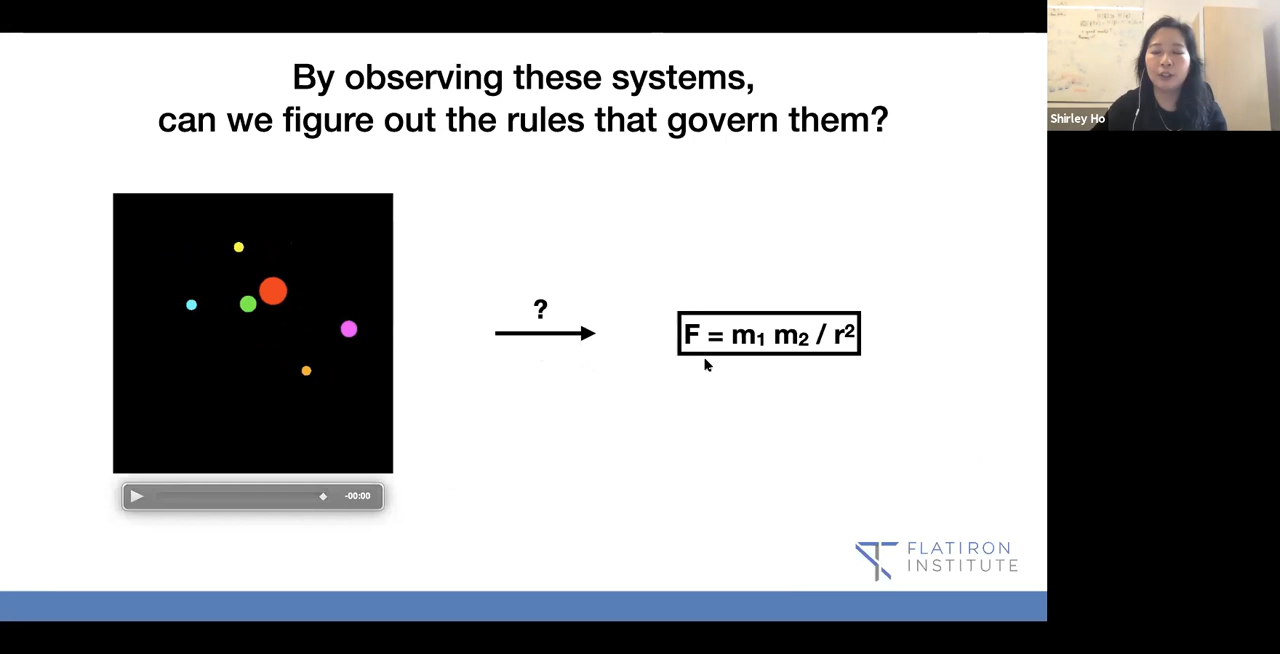 By observing these systems,
can we figure out the rules that govern them?
Shirley Ho
?
F = m₁ m₂ / r²
-00:00
FLATIRON
INSTITUTE